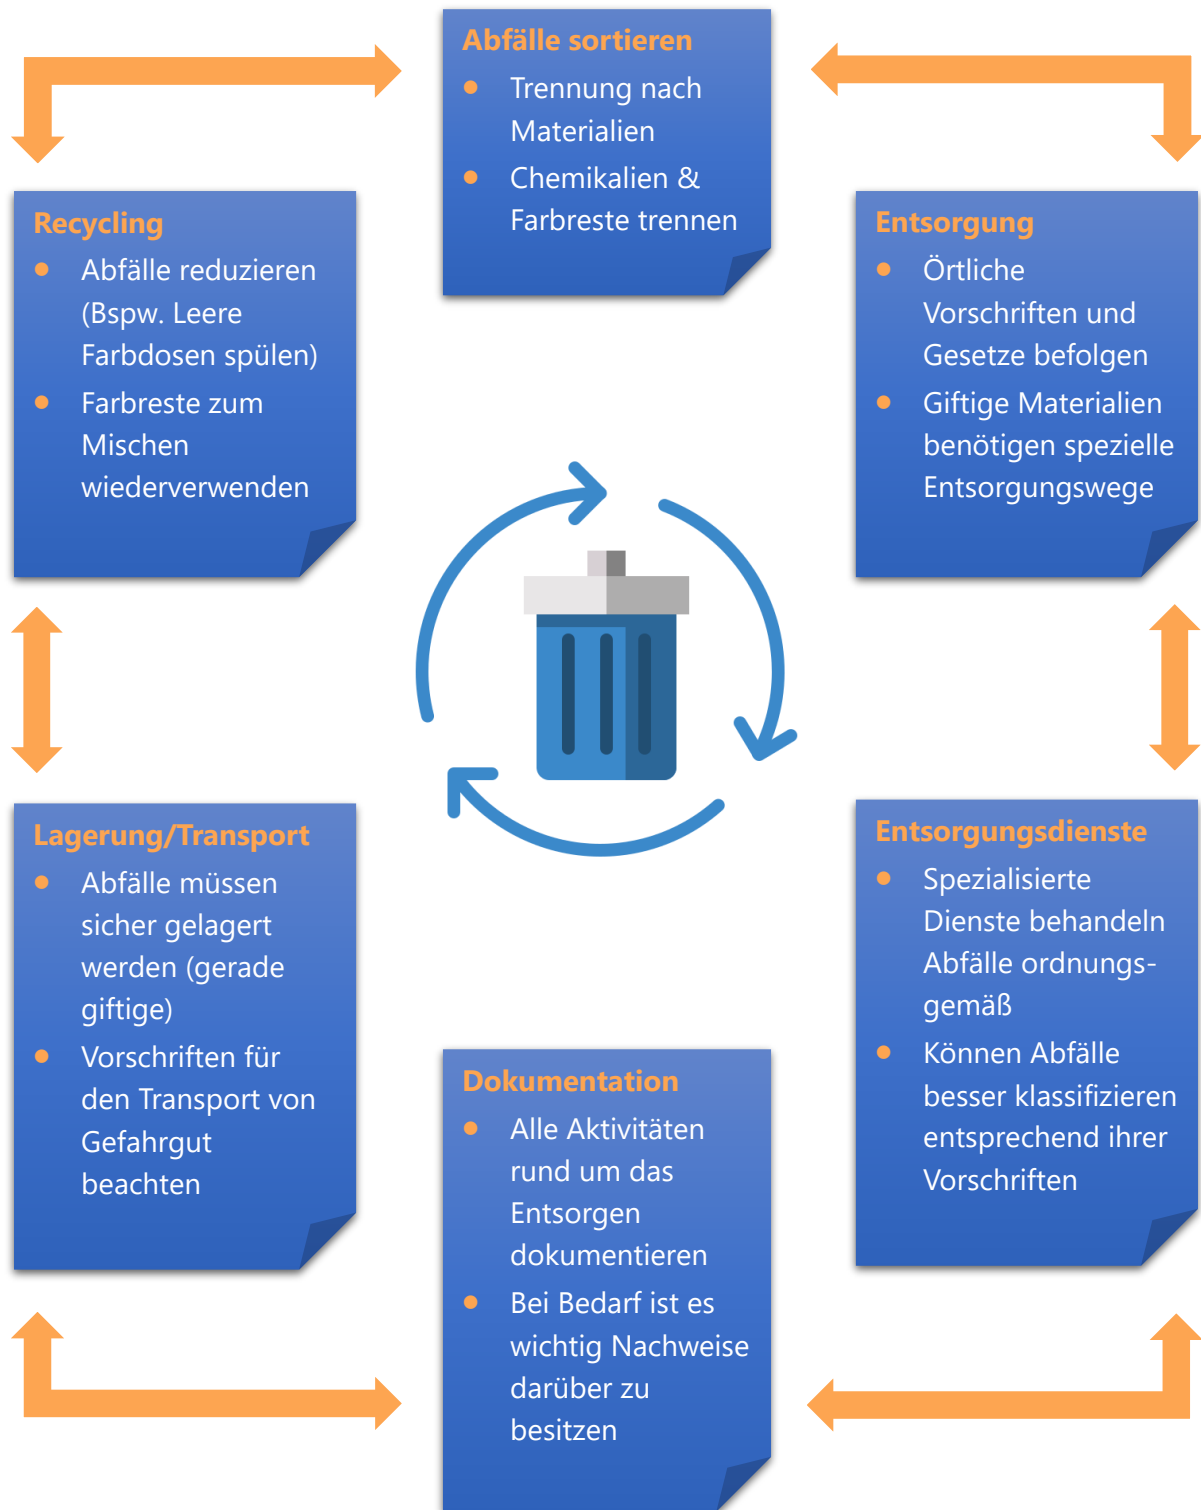 Abfälle sortieren
● Trennung nach
Materialien
● Chemikalien &
Farbreste trennen
Recycling
● Abfälle reduzieren
(Bspw. Leere
Farbdosen spülen)
● Farbreste zum
Mischen
wiederverwenden
Entsorgung
● Örtliche
Vorschriften und
Gesetze befolgen
● Giftige Materialien
benötigen spezielle
Entsorgungswege
Lagerung/Transport
● Abfälle müssen
sicher gelagert
werden (gerade
giftige)
● Vorschriften für
den Transport von
Gefahrgut
beachten
Entsorgungsdienste
● Spezialisierte
Dienste behandeln
Abfälle ordnungs-
gemäß
● Können Abfälle
besser klassifizieren
entsprechend ihrer
Vorschriften
Dokumentation
● Alle Aktivitäten
rund um das
Entsorgen
dokumentieren
● Bei Bedarf ist es
wichtig Nachweise
darüber zu
besitzen